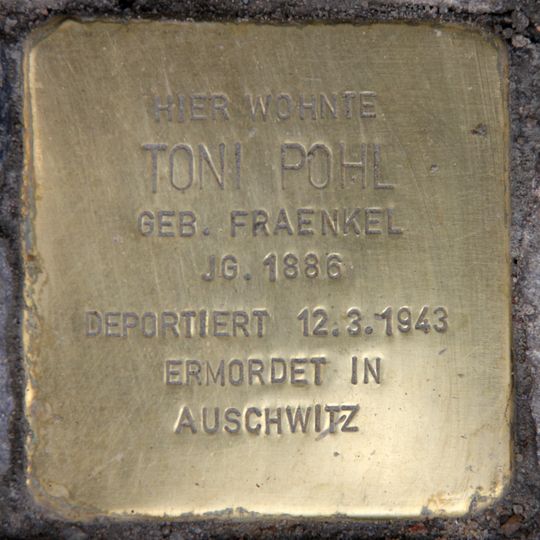 HIER WOHNTE
TONI POHL
GEB. FRAENKEL
JG. 1886
DEPORTIERT 12.3.1943
ERMORDET IN
AUSCHWITZ